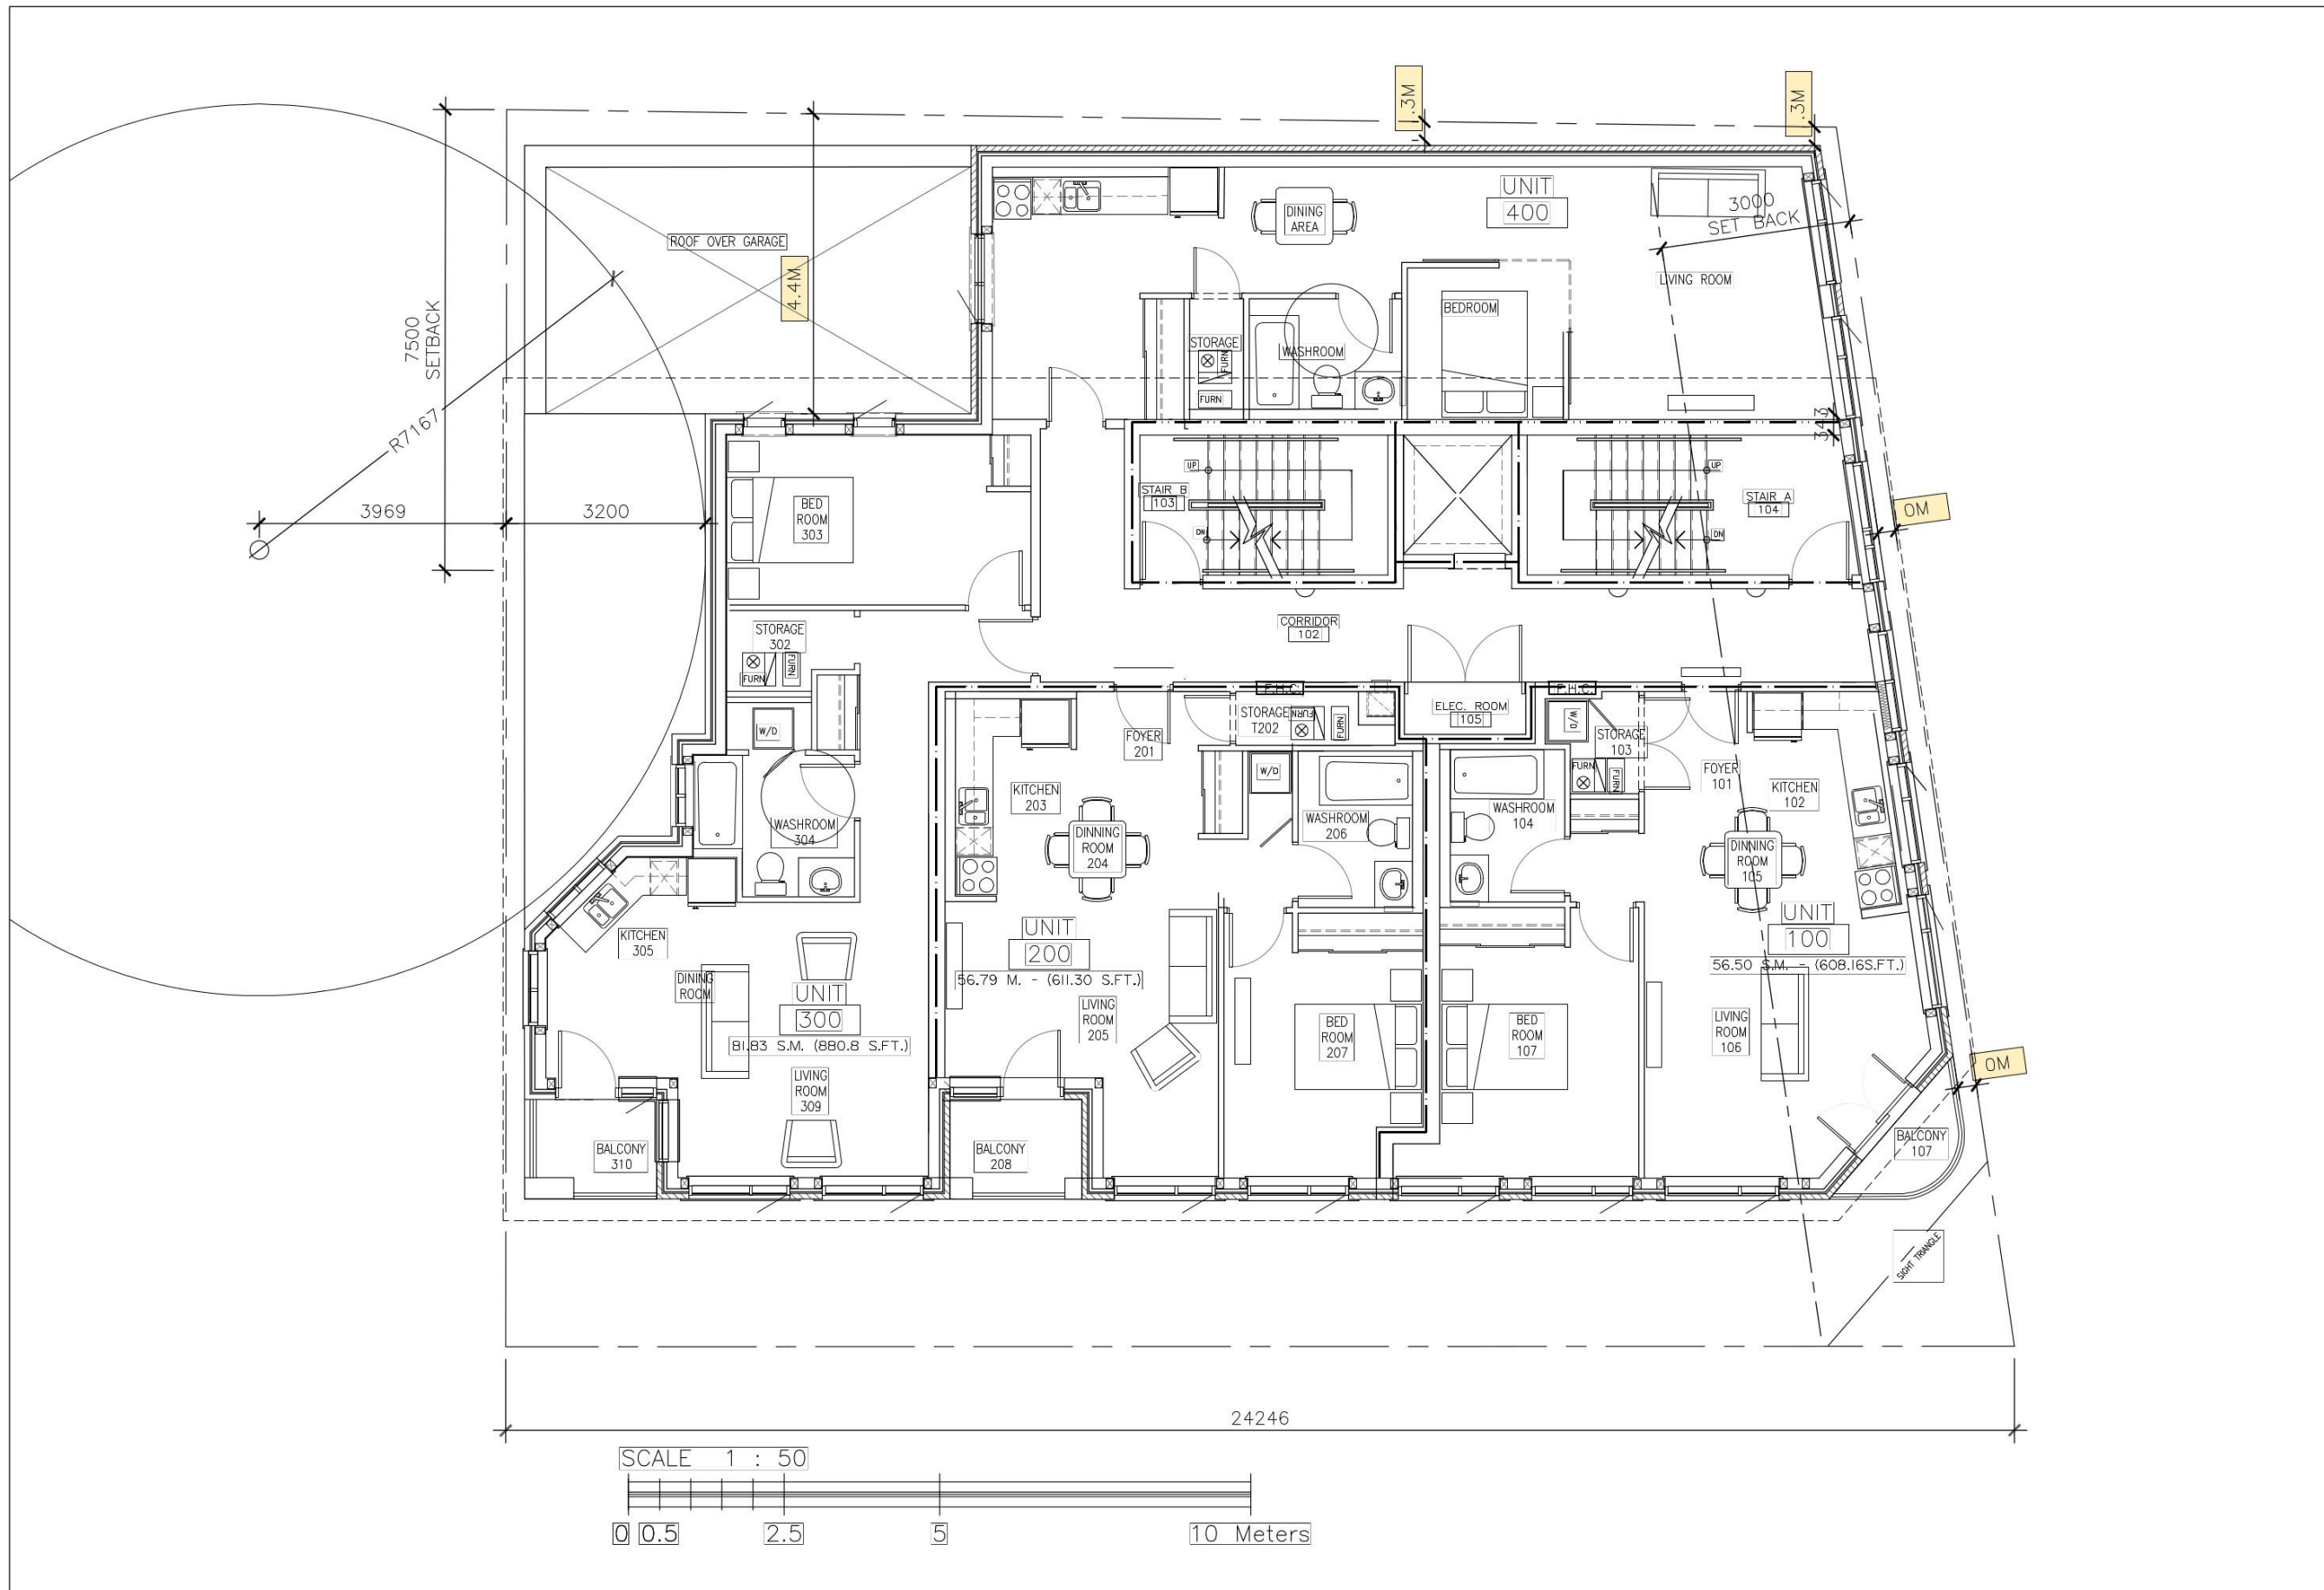 1.3M
.3M
UNIT
400
3000
SET BACK
DINING
AREA
ROOF OVER GARAGE
4.4M
LIVING ROOM
BEDROOM
7500
SETBACK
STORAGE
WASHROOM
FURN
FURN
R7167
343
UP
UP
STAIR B
103
STAIR A
104
BED
ROOM
303
3969
3200
0M
DN
DN
STORAGE
302
FURN
FURN
CORRIDOR
102
F.H.C.
F.H.C.
STORAGE
T202
FURN
FURN
ELEC. ROOM
105
W/D
W/D
FOYER
201
STORAGE
103
FURN
FURN
FOYER
101
W/D
KITCHEN
203
KITCHEN
102
WASHROOM
304
DINNING
ROOM
204
WASHROOM
206
WASHROOM
104
DINNING
ROOM
105
UNIT
200
56.79 M. - (611.30 S.FT.)
UNIT
100
56.50 S.M. - (608.16S.FT.)
KITCHEN
305
DINING
ROOM
UNIT
300
81.83 S.M. (880.8 S.FT.)
LIVING
ROOM
205
BED
ROOM
207
BED
ROOM
107
LIVING
ROOM
106
0M
LIVING
ROOM
309
BALCONY
310
BALCONY
208
BALCONY
107
SIGHT TRIANGLE
24246
SCALE 1 : 50
0 0.5 2.5 5 10 Meters